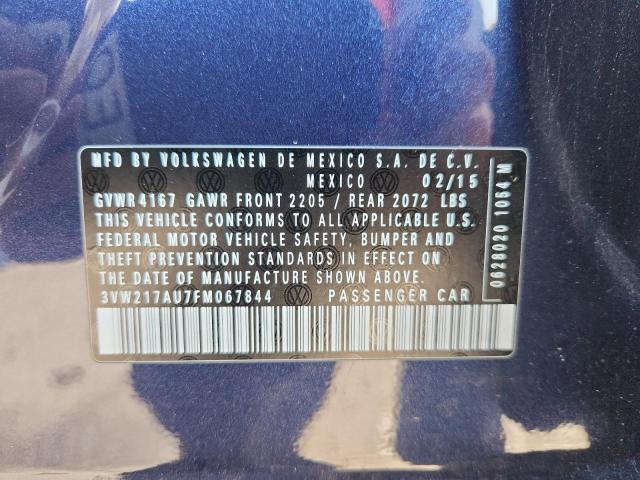 MFD BY VOLKSWAGEN DE MEXICO S.A. DE C.V.
MEXICO 02/15
GVWR 4167 GAWR FRONT 2205 / REAR 2072 LBS
THIS VEHICLE CONFORMS TO ALL APPLICABLE U.S.
FEDERAL MOTOR VEHICLE SAFETY, BUMPER AND
THEFT PREVENTION STANDARDS IN EFFECT ON
THE DATE OF MANUFACTURE SHOWN ABOVE.
3VW217AU7FM067844 PASSENGER CAR
0628020 1064 M